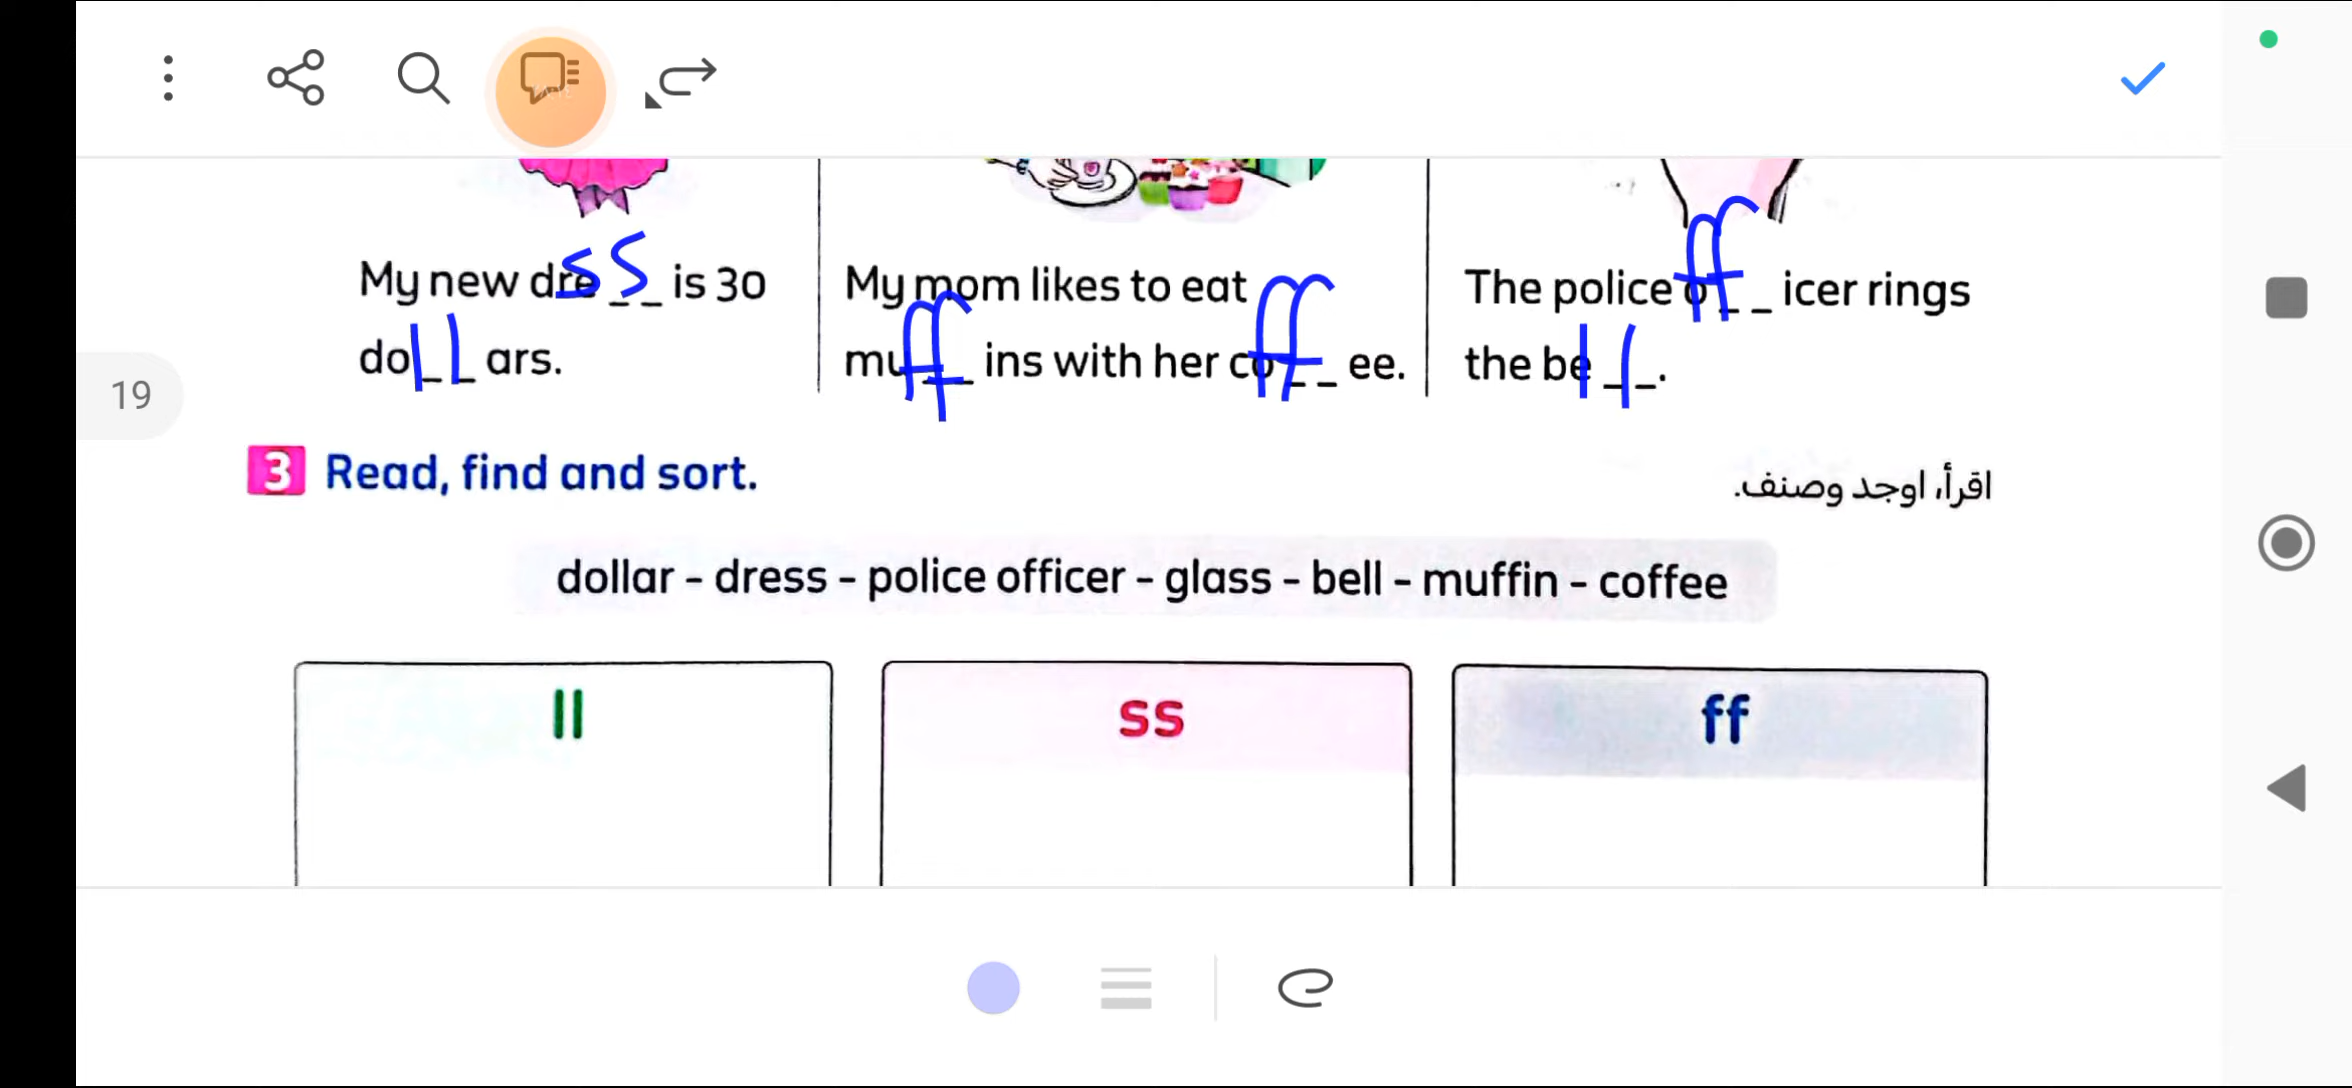 My new dress_ is 30
dollars.
My mom likes to eat
muffins with her coffee.
The police officer rings
the bell.
19
3 Read, find and sort.
اقرأ، اوجد وصنف.
dollar - dress - police officer - glass - bell - muffin - coffee
ll
ss
ff